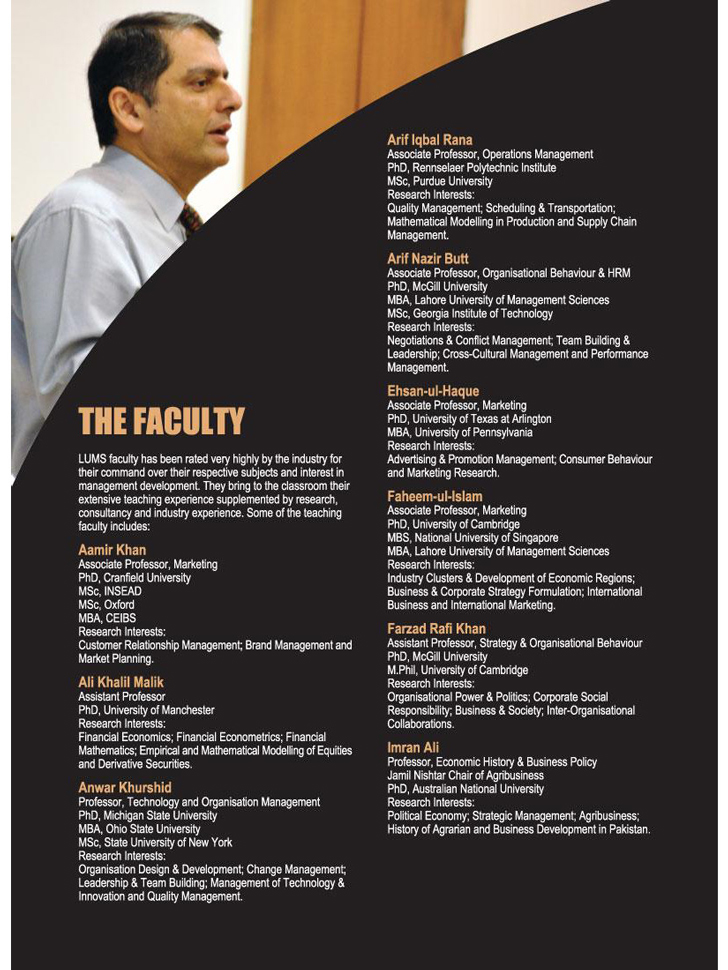 THE FACULTY
LUMS faculty has been rated very highly by the industry for
their command over their respective subjects and interest in
management development. They bring to the classroom their
extensive teaching experience supplemented by research,
consultancy and industry experience. Some of the teaching
faculty includes:
Aamir Khan
Associate Professor, Marketing
PhD, Cranfield University
MSc, INSEAD
MSc, Oxford
MBA, CEIBS
Research Interests:
Customer Relationship Management; Brand Management and
Market Planning.
Ali Khalil Malik
Assistant Professor
PhD, University of Manchester
Research Interests:
Financial Economics; Financial Econometrics; Financial
Mathematics; Empirical and Mathematical Modelling of Equities
and Derivative Securities.
Anwar Khurshid
Professor, Technology and Organisation Management
PhD, Michigan State University
MBA, Ohio State University
MSc, State University of New York
Research Interests:
Organisation Design & Development; Change Management;
Leadership & Team Building; Management of Technology &
Innovation and Quality Management.
Arif Iqbal Rana
Associate Professor, Operations Management
PhD, Rennselaer Polytechnic Institute
MSc, Purdue University
Research Interests:
Quality Management; Scheduling & Transportation;
Mathematical Modelling in Production and Supply Chain
Management.
Arif Nazir Butt
Associate Professor, Organisational Behaviour & HRM
PhD, McGill University
MBA, Lahore University of Management Sciences
MSc, Georgia Institute of Technology
Research Interests:
Negotiations & Conflict Management; Team Building &
Leadership; Cross-Cultural Management and Performance
Management.
Ehsan-ul-Haque
Associate Professor, Marketing
PhD, University of Texas at Arlington
MBA, University of Pennsylvania
Research Interests:
Advertising & Promotion Management; Consumer Behaviour
and Marketing Research.
Faheem-ul-Islam
Associate Professor, Marketing
PhD, University of Cambridge
MBS, National University of Singapore
MBA, Lahore University of Management Sciences
Research Interests:
Industry Clusters & Development of Economic Regions;
Business & Corporate Strategy Formulation; International
Business and International Marketing.
Farzad Rafi Khan
Assistant Professor, Strategy & Organisational Behaviour
PhD, McGill University
M.Phil, University of Cambridge
Research Interests:
Organisational Power & Politics; Corporate Social
Responsibility; Business & Society; Inter-Organisational
Collaborations.
Imran Ali
Professor, Economic History & Business Policy
Jamil Nishtar Chair of Agribusiness
PhD, Australian National University
Research Interests:
Political Economy; Strategic Management; Agribusiness;
History of Agrarian and Business Development in Pakistan.